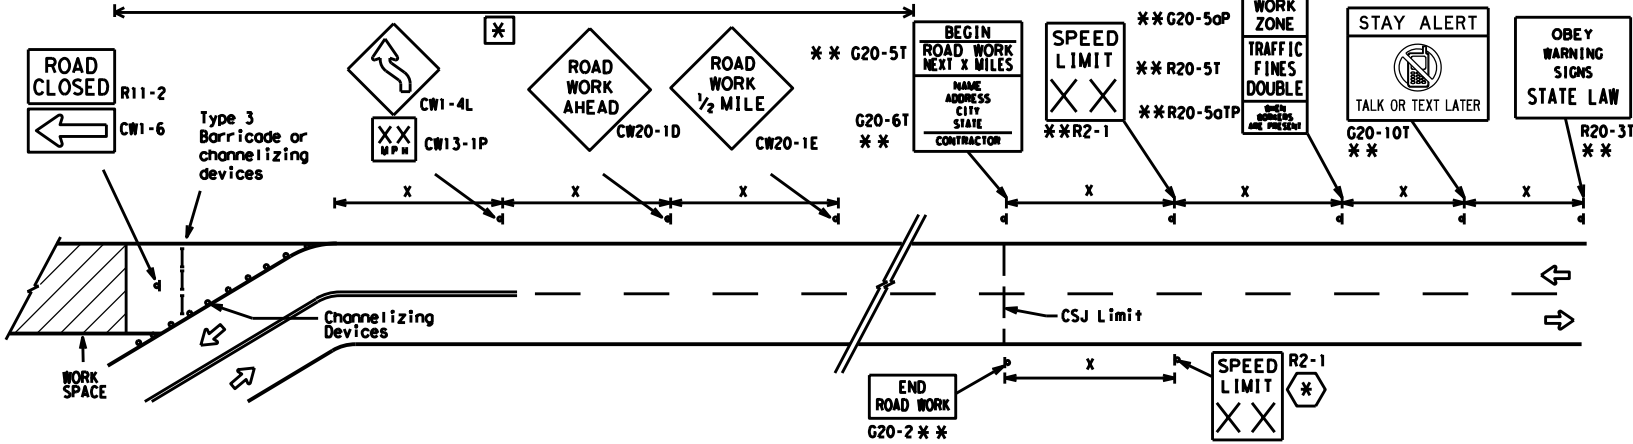 *
ROAD
CLOSED
R11-2
CW1-6
Type 3
Barricade or
channelizing
devices
CW1-4L
XX
MPH
CW13-1P
ROAD
WORK
AHEAD
CW20-1D
ROAD
WORK
1/2 MILE
CW20-1E
** G20-5T
BEGIN
ROAD WORK
NEXT X MILES
NAME
ADDRESS
CITY
STATE
CONTRACTOR
G20-6T
**
SPEED
LIMIT
XX
**R2-1
**G20-5aP
WORK
ZONE
**R20-5T
TRAFFIC
FINES
DOUBLE
**R20-5aTP
WHEN
WORKERS
ARE PRESENT
STAY ALERT
TALK OR TEXT LATER
G20-10T
**
OBEY
WARNING
SIGNS
STATE LAW
R20-3T
**
X
X
X
X
X
X
X
Channelizing
Devices
CSJ Limit
WORK
SPACE
X
END
ROAD WORK
G20-2 **
SPEED
LIMIT
XX
R2-1
*